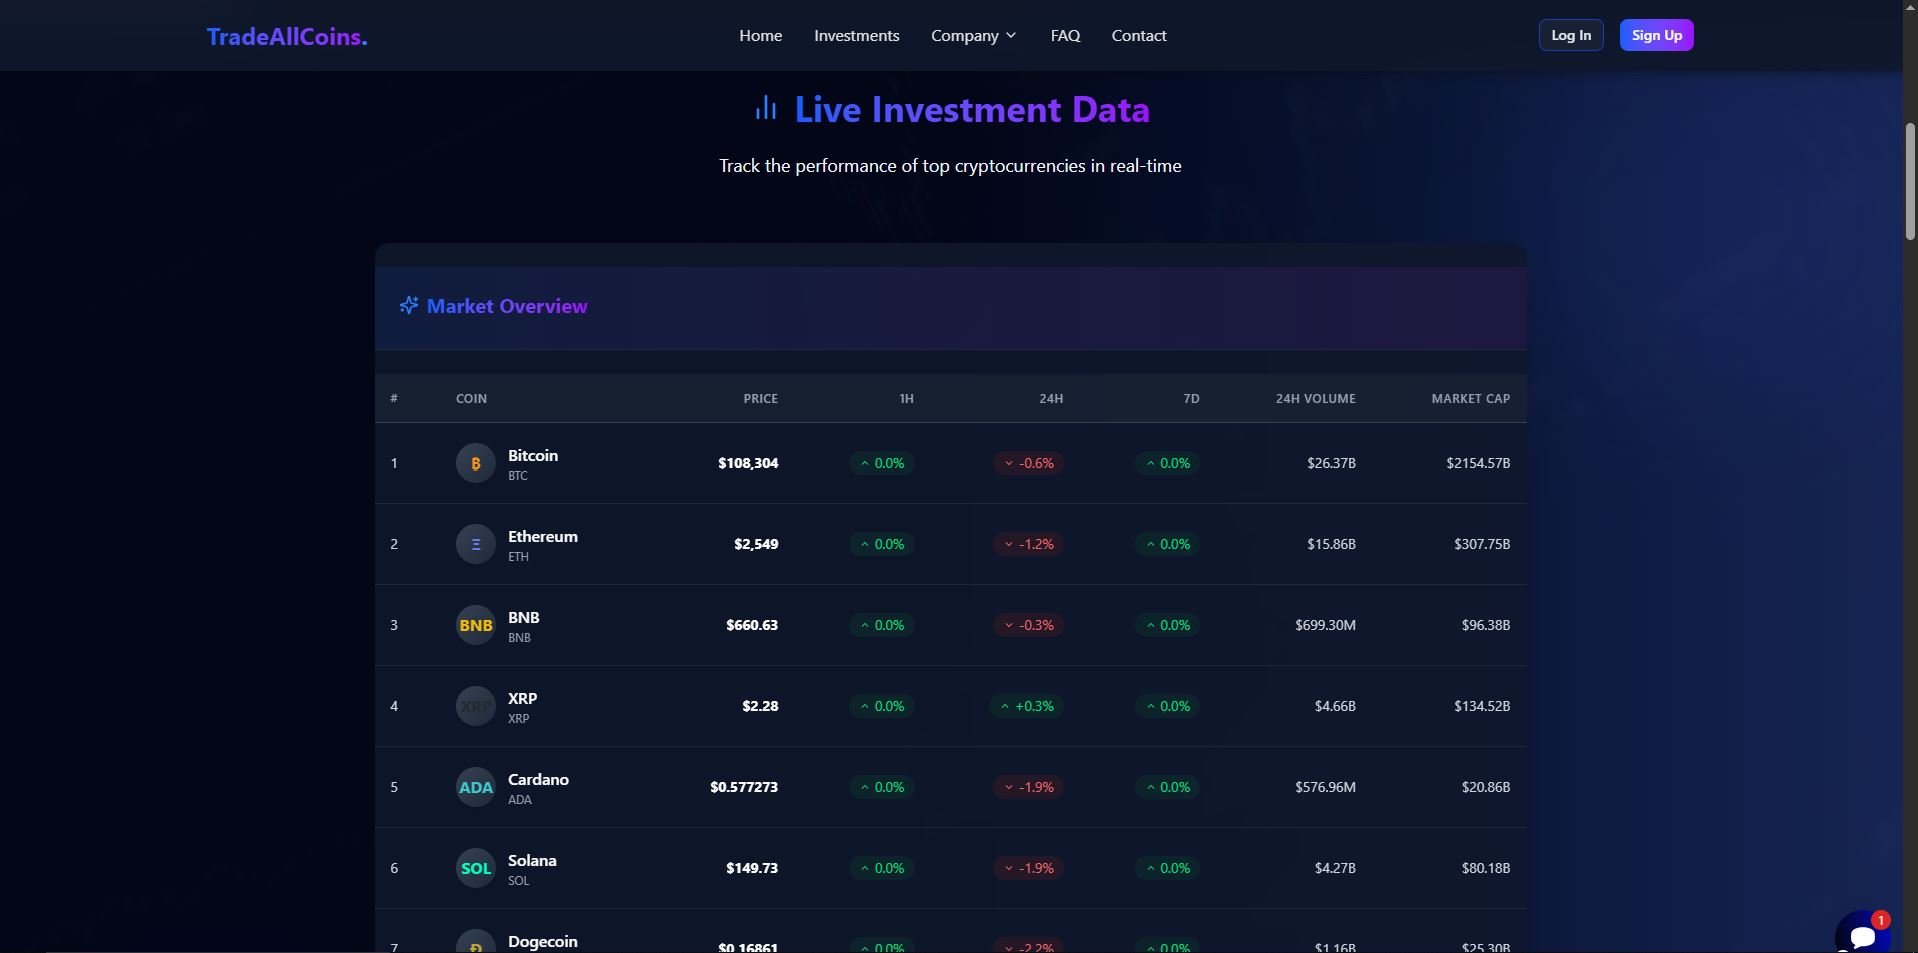 TradeAllCoins.
Home Investments Company FAQ Contact
Log In Sign Up
Live Investment Data
Track the performance of top cryptocurrencies in real-time
Market Overview
# COIN PRICE 1H 24H 7D 24H VOLUME MARKET CAP
1 ₿ Bitcoin BTC $108,304 0.0% -0.6% 0.0% $26.37B $2154.57B
2 Ξ Ethereum ETH $2,549 0.0% -1.2% 0.0% $15.86B $307.75B
3 BNB BNB BNB $660.63 0.0% -0.3% 0.0% $699.30M $96.38B
4 XRP XRP XRP $2.28 0.0% +0.3% 0.0% $4.66B $134.52B
5 ADA Cardano ADA $0.577273 0.0% -1.9% 0.0% $576.96M $20.86B
6 SOL Solana SOL $149.73 0.0% -1.9% 0.0% $4.27B $80.18B
7 Ð Dogecoin $0.16861 0.0% -2.2% 0.0% $1.16B $25.30B
1